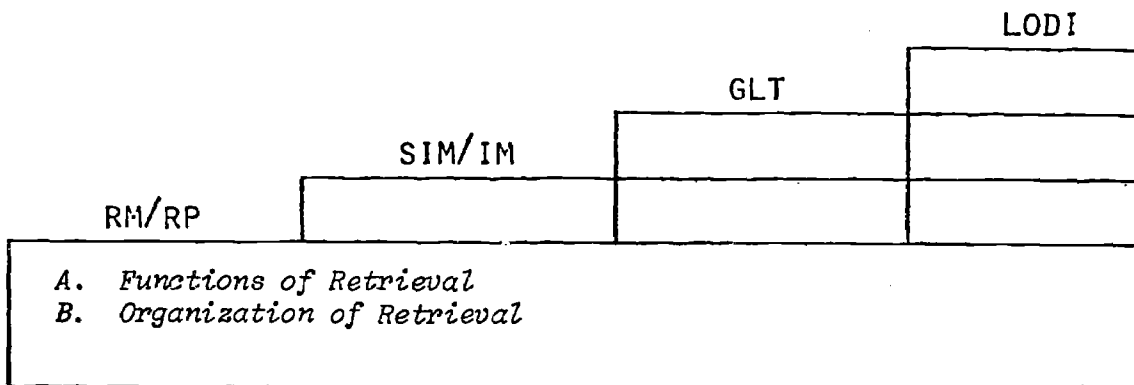 LODI
GLT
SIM/IM
RM/RP
A. Functions of Retrieval
B. Organization of Retrieval